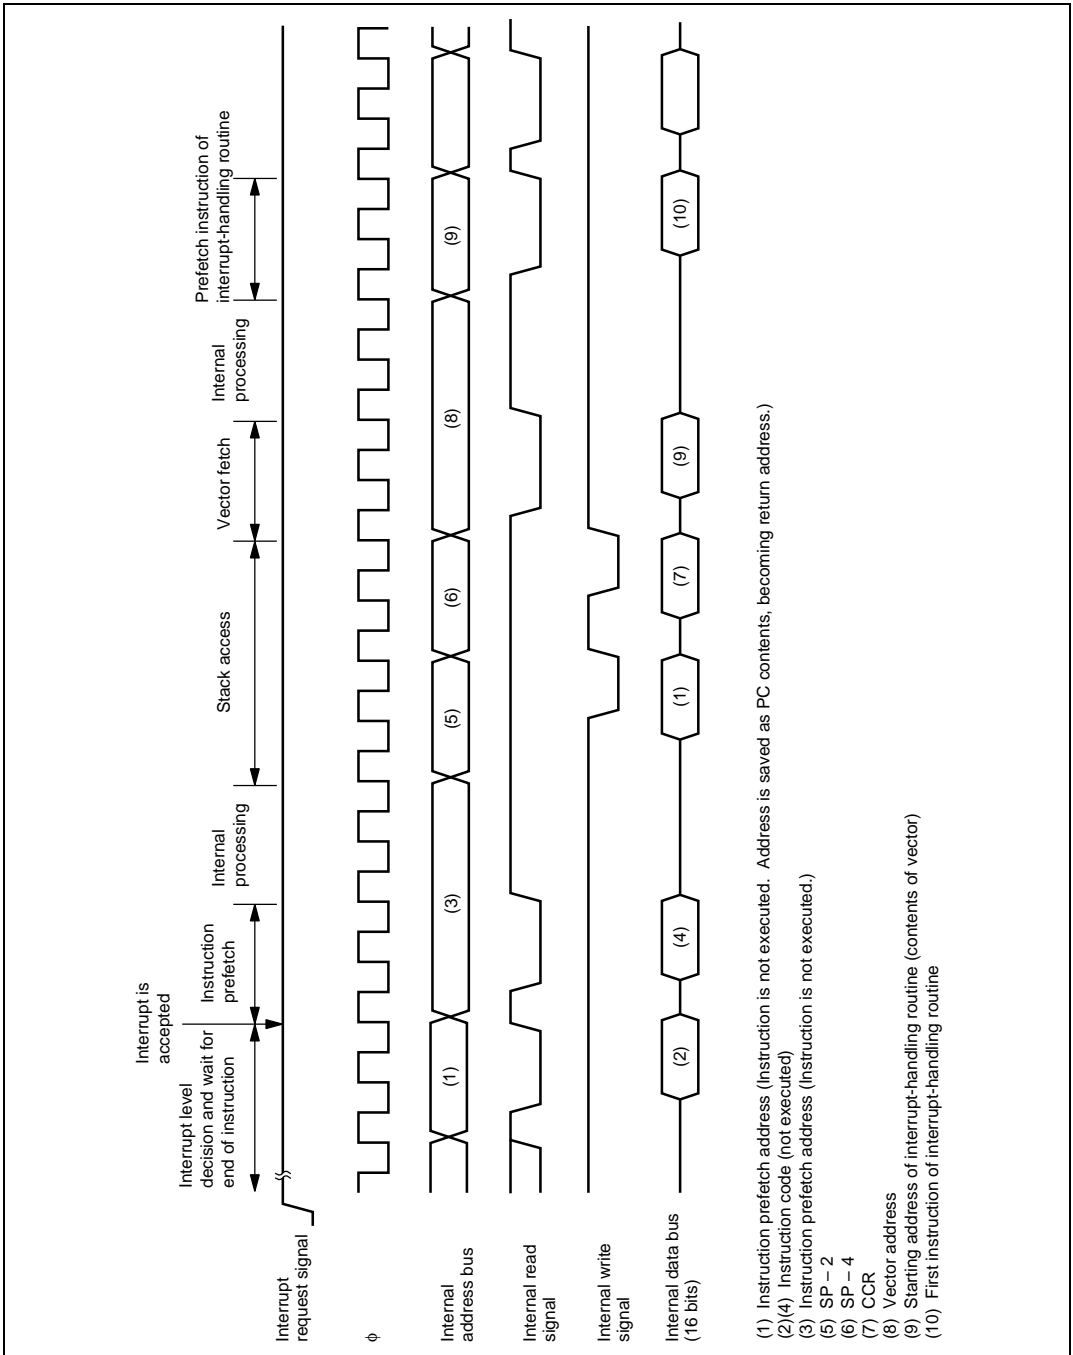 Interrupt is
accepted
Interrupt level
decision and wait for
end of instruction
Instruction
prefetch
Internal
processing
Stack access
Vector fetch
Internal
processing
Prefetch instruction of
interrupt-handling routine
Interrupt
request signal
φ
Internal
address bus
(1)
(3)
(5)
(6)
(8)
(9)
Internal read
signal
Internal write
signal
Internal data bus
(16 bits)
(2)
(4)
(1)
(7)
(9)
(10)
(1) Instruction prefetch address (Instruction is not executed. Address is saved as PC contents, becoming return address.)
(2)(4) Instruction code (not executed)
(3) Instruction prefetch address (Instruction is not executed.)
(5) SP – 2
(6) SP – 4
(7) CCR
(8) Vector address
(9) Starting address of interrupt-handling routine (contents of vector)
(10) First instruction of interrupt-handling routine